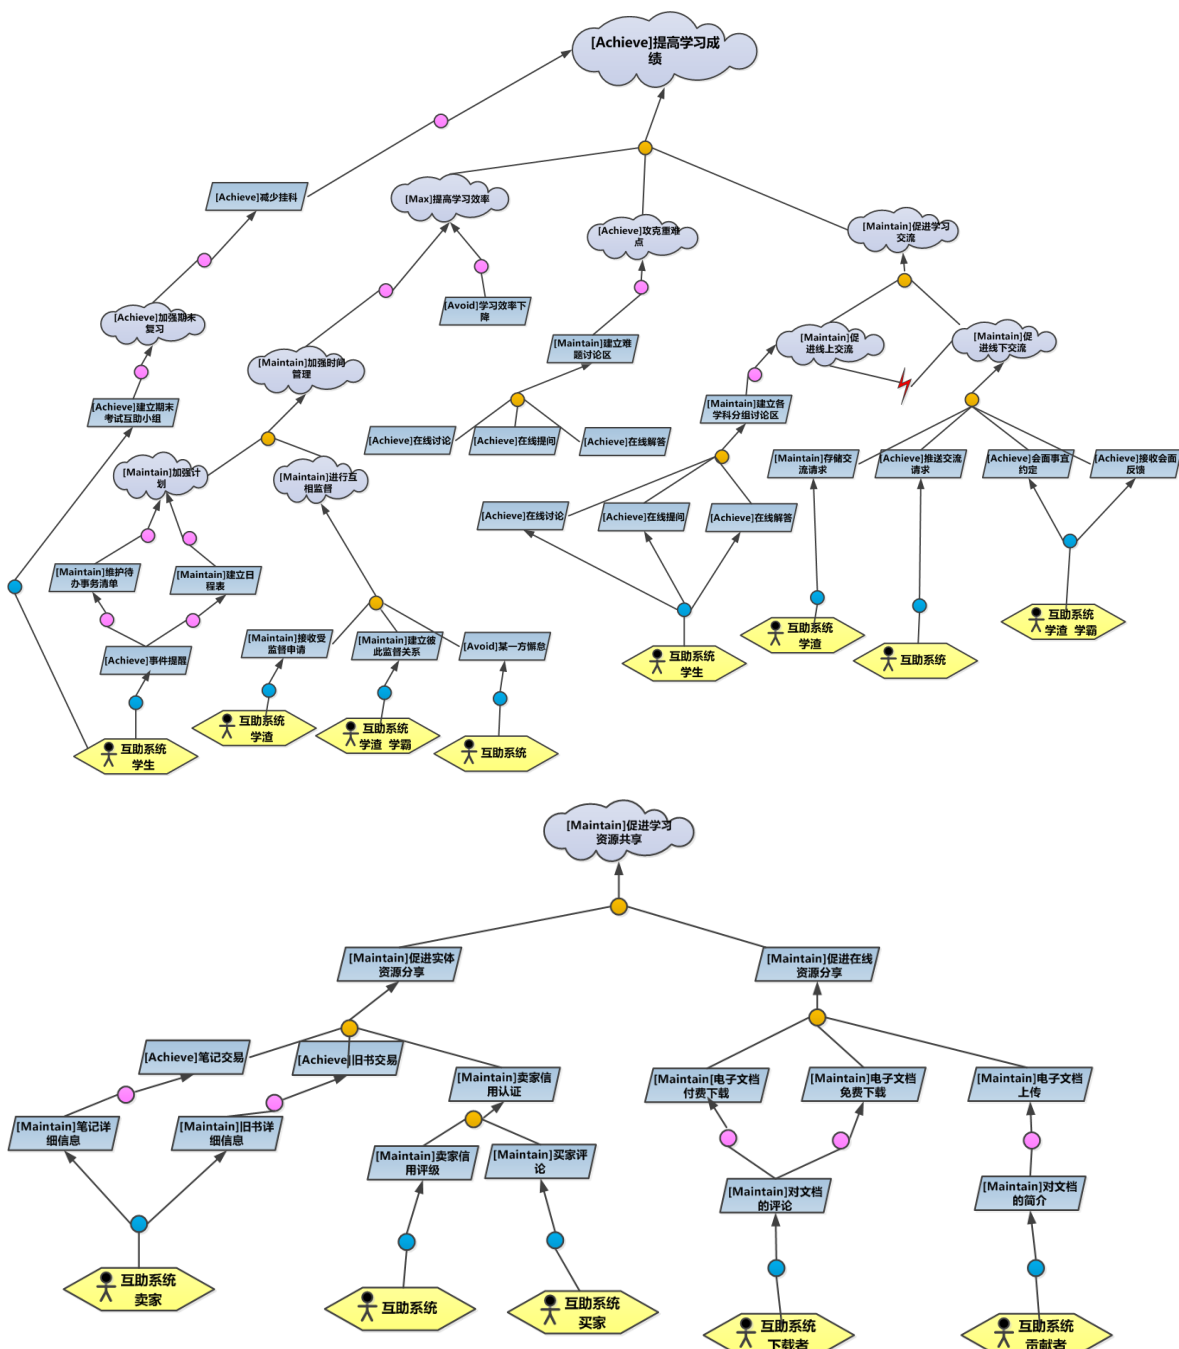 [Achieve]提高学习成
绩
[Achieve]减少挂科
[Max]提高学习效率
[Achieve]攻克重难
点
[Maintain]促进学习
交流
[Avoid]学习效率下
降
[Achieve]加强期末
复习
[Maintain]加强时间
管理
[Maintain]建立难
题讨论区
[Maintain]促
进线上交流
[Maintain]促
进线下交流
[Achieve]建立期末
考试互助小组
[Maintain]建立各
学科分组讨论区
[Achieve]在线讨论
[Achieve]在线提问
[Achieve]在线解答
[Maintain]加强计
划
[Maintain]进行互
相监督
[Maintain]存储交
流请求
[Achieve]推送交流
请求
[Achieve]会面事宜
约定
[Achieve]接收会面
反馈
[Achieve]在线讨论
[Achieve]在线提问
[Achieve]在线解答
[Maintain]维护待
办事务清单
[Maintain]建立日
程表
[Achieve]事件提醒
[Maintain]接收受
监督申请
[Maintain]建立彼
此监督关系
[Avoid]某一方懈怠
互助系统
学生
互助系统
学渣
互助系统
学渣 学霸
互助系统
互助系统
学生
互助系统
学渣
互助系统
互助系统
学渣 学霸
[Maintain]促进学习
资源共享
[Maintain]促进实体
资源分享
[Maintain]促进在线
资源分享
[Achieve]笔记交易
[Achieve]旧书交易
[Maintain]卖家信
用认证
[Maintain]电子文档
付费下载
[Maintain]电子文档
免费下载
[Maintain]电子文档
上传
[Maintain]笔记详
细信息
[Maintain]旧书详
细信息
[Maintain]卖家信
用评级
[Maintain]买家评
论
[Maintain]对文档
的评论
[Maintain]对文档
的简介
互助系统
卖家
互助系统
互助系统
买家
互助系统
下载者
互助系统
贡献者